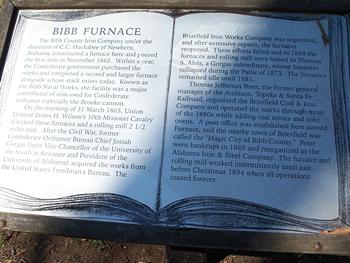 BIBB FURNACE
The Bibb County Iron Company under the
direction of C.C. Huckabee of Newbern,
Alabama, constructed a furnace here and poured
the first iron in November 1862. Within a year,
the Confederate government purchased the
works and completed a second and larger furnace
alongside whose stack exists today. Known as
the Bibb Naval Works, the facility was a major
contributor of iron used for Confederate
ordinance especially the Brooke cannon.
On the morning of 31 March 1865, Union
General James H. Wilson's 10th Missouri Cavalry
wrecked these furnaces and a rolling mill 2 1/2
miles east. After the Civil War, former
Confederate Ordnance Bureau Chief Josiah
Gorgas (later Vice-Chancellor of the University of
the South at Sewanee and President of the
University of Alabama) acquired the works from
the United States Freedman's Bureau. The
Briarfield Iron Works Company was organized,
and after extensive repairs, the furnaces
reopened. These efforts failed and in 1869 the
furnaces and rolling mill were leased to Thomas
S. Alvis, a Gorgas subordinate, whose business
collapsed during the Panic of 1873. The furnaces
remained idle until 1881.
Thomas Jefferson Peter, the former general
manager of the Atchison, Topeka & Santa Fe
Railroad, organized the Briarfield Coal & Iron
Company and operated the works through most
of the 1880s while adding coal mines and coke
ovens. A post office was established here named
Furnace, and the nearby town of Briarfield was
called the "Magic City of Bibb County." Peter
went bankrupt in 1889 and reorganized as the
Alabama Iron & Steel Company. The furnace and
rolling mill worked intermittently until just
before Christmas 1894 when all operations
ceased forever.